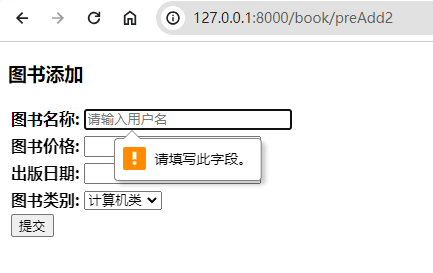 127.0.0.1:8000/book/preAdd2
图书添加
图书名称: 请输入用户名
图书价格:
请填写此字段。
出版日期:
图书类别: 计算机类
提交